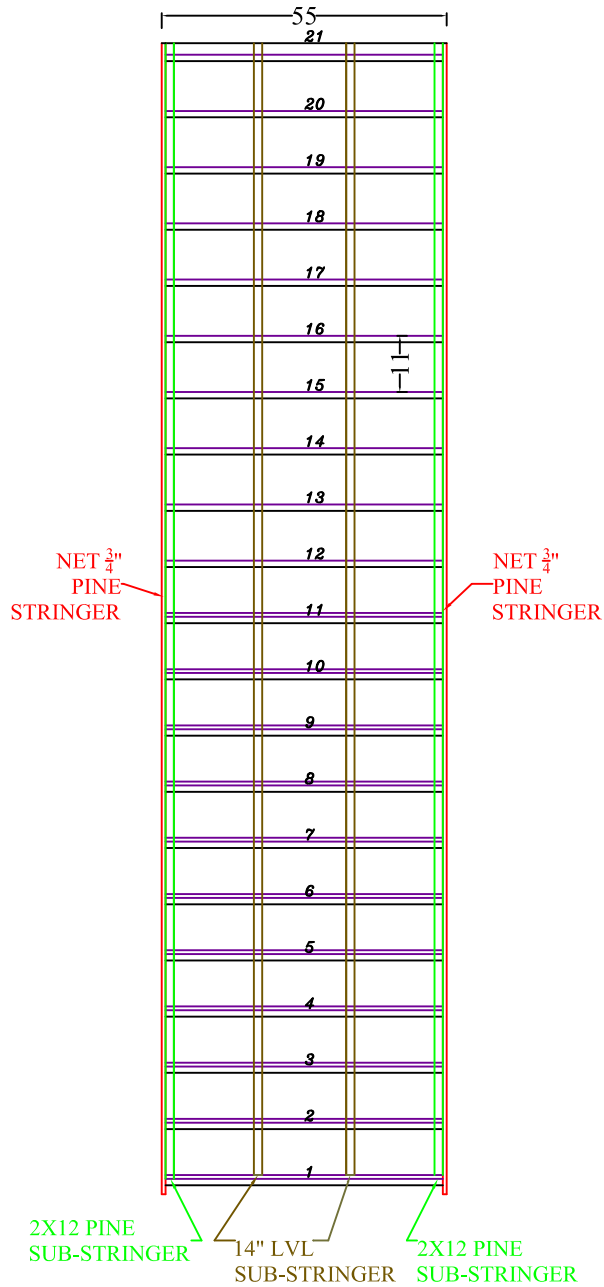 55
21
20
19
18
17
16
11
15
14
13
12
NET 3/4"
PINE
STRINGER
NET 3/4"
PINE
STRINGER
11
10
9
8
7
6
5
4
3
2
1
2X12 PINE
SUB-STRINGER
14" LVL
SUB-STRINGER
2X12 PINE
SUB-STRINGER